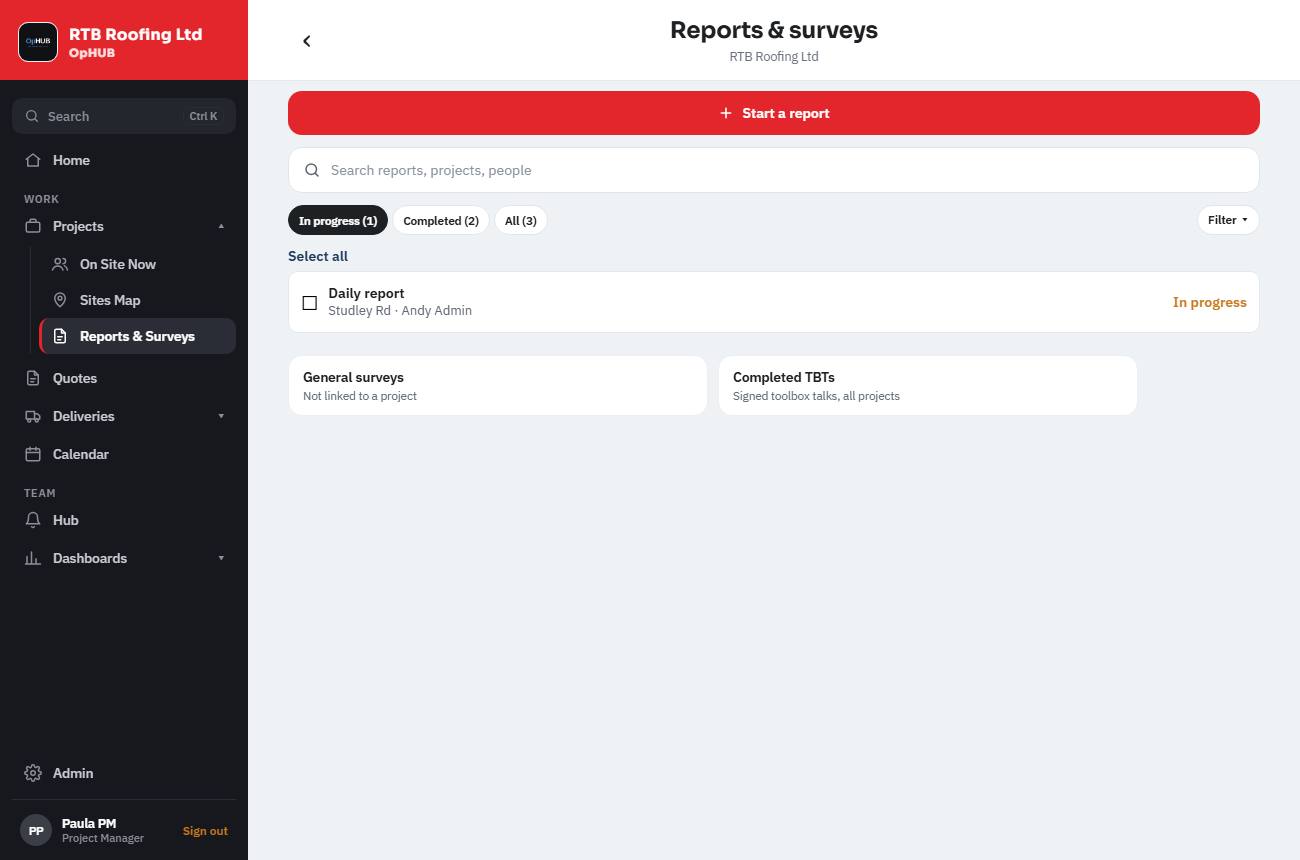 OpHUB
RTB Roofing Ltd
OpHUB
Search
Ctrl K
Home
WORK
Projects
On Site Now
Sites Map
Reports & Surveys
Quotes
Deliveries
Calendar
TEAM
Hub
Dashboards
Admin
PP
Paula PM
Project Manager
Sign out
Reports & surveys
RTB Roofing Ltd
+ Start a report
Search reports, projects, people
In progress (1)
Completed (2)
All (3)
Filter
Select all
Daily report
Studley Rd · Andy Admin
In progress
General surveys
Not linked to a project
Completed TBTs
Signed toolbox talks, all projects